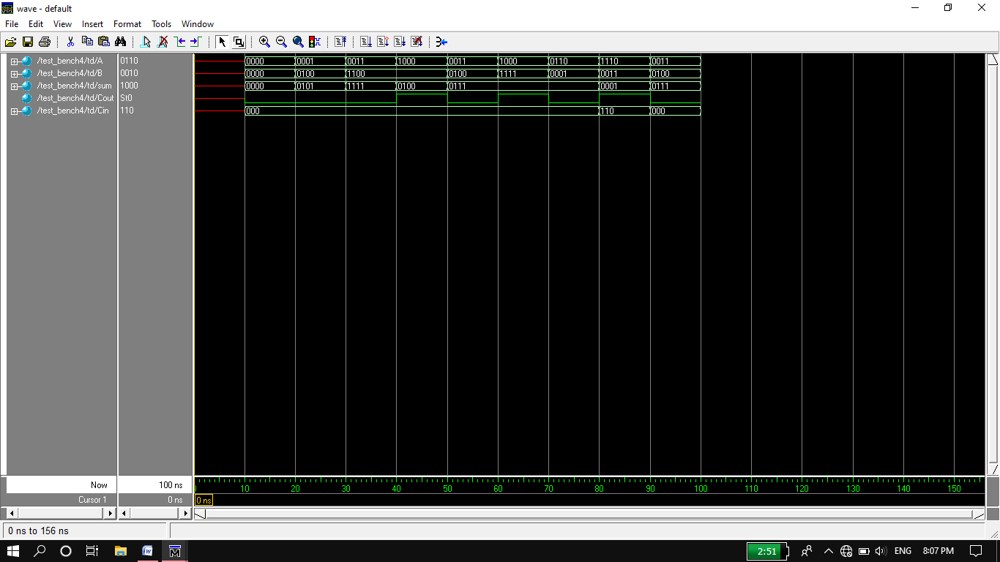 wave - default
File Edit View Insert Format Tools Window
/test_bench4/td/A 0110 0000 0001 0011 1000 0011 1000 0110 1110 0011
/test_bench4/td/B 0010 0000 0100 1100 0100 1111 0001 0011 0100
/test_bench4/td/sum 1000 0000 0101 1111 0100 0111 0001 0111
/test_bench4/td/Cout St0
/test_bench4/td/Cin 110 000 110 000
Now 100 ns 10 20 30 40 50 60 70 80 90 100 110 120 130 140 150
Cursor 1 0 ns 0 ns
0 ns to 156 ns
2:51 ENG 8:07 PM